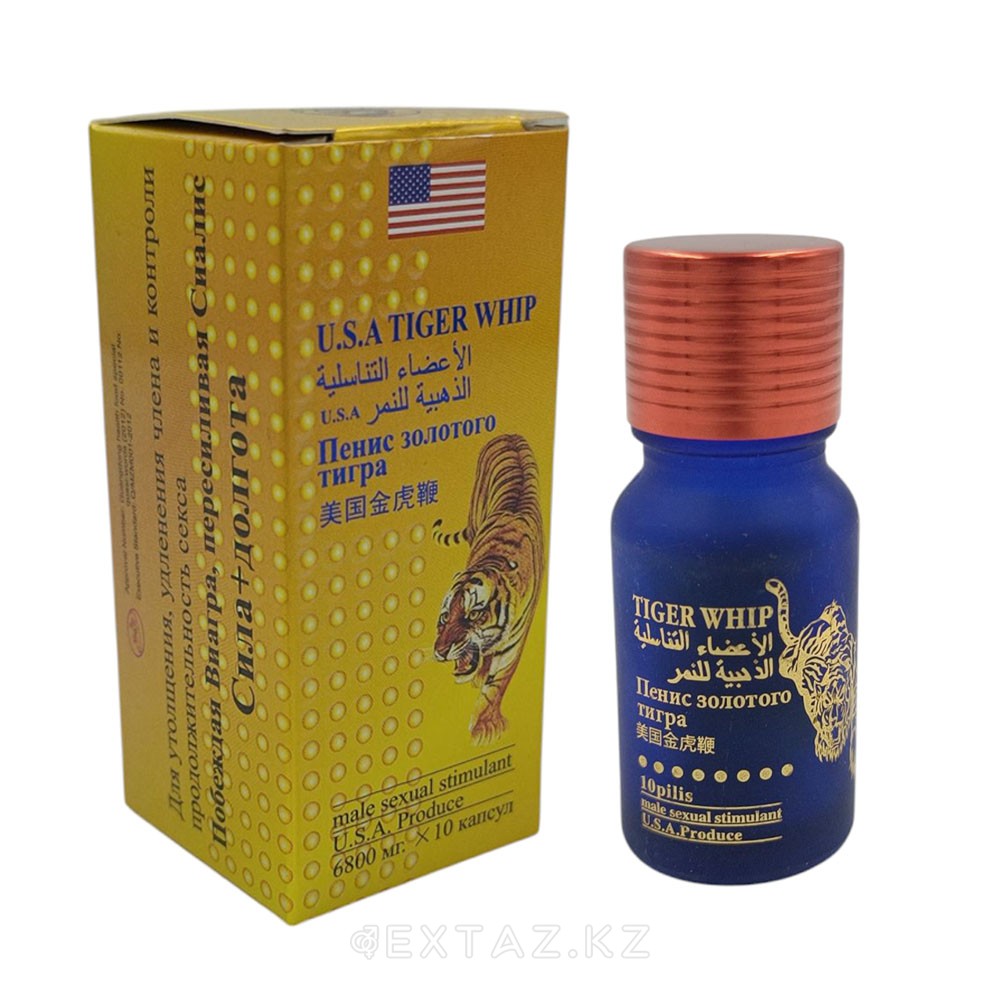 Для утолщения, удленения члена и контроли
продолжительность секса
Побеждая Виагра, пересиливая Сиалис
Сила+долгота
U.S.A TIGER WHIP
الأعضاء التناسلية
الذهبية للنمر U.S.A
Пенис золотого
тигра
美国金虎鞭
male sexual stimulant
U.S.A. Produce
6800 мг. ×10 капсул
TIGER WHIP
الأعضاء التناسلية
الذهبية للنمر
Пенис золотого
тигра
美国金虎鞭
10pilis
male sexual stimulant
U.S.A.Produce
EXTAZ.KZ